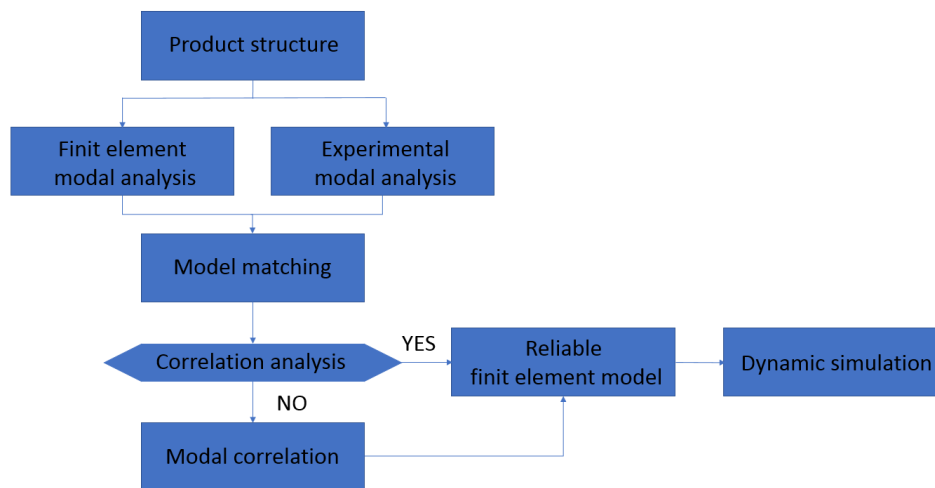 Product structure
Finit element
modal analysis
Experimental
modal analysis
Model matching
Correlation analysis
YES
Reliable
finit element model
Dynamic simulation
NO
Modal correlation